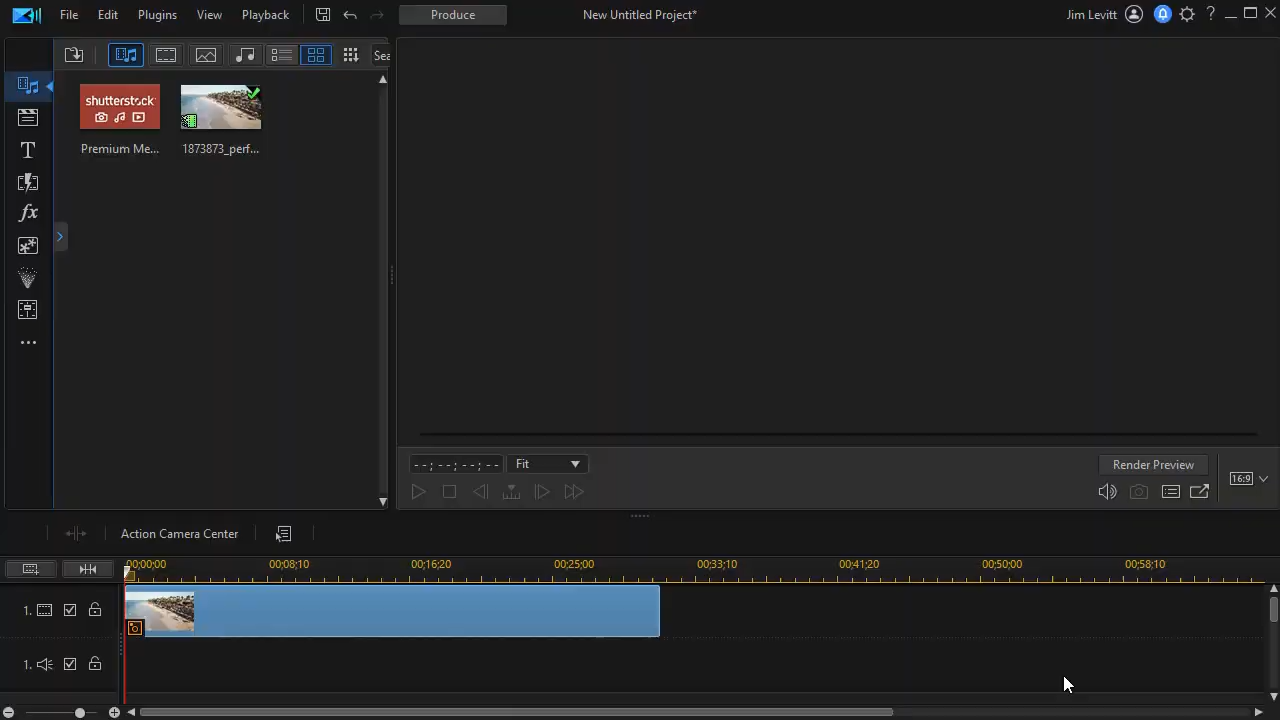 File Edit Plugins View Playback Produce New Untitled Project* Jim Levitt ?
Sea
shutterstock
Premium Me... 1873873_perf...
T
fx
--;--;--;-- Fit Render Preview
16:9
Action Camera Center
00;00;00 00;08;10 00;16;20 00;25;00 00;33;10 00;41;20 00;50;00 00;58;10
1.
1.